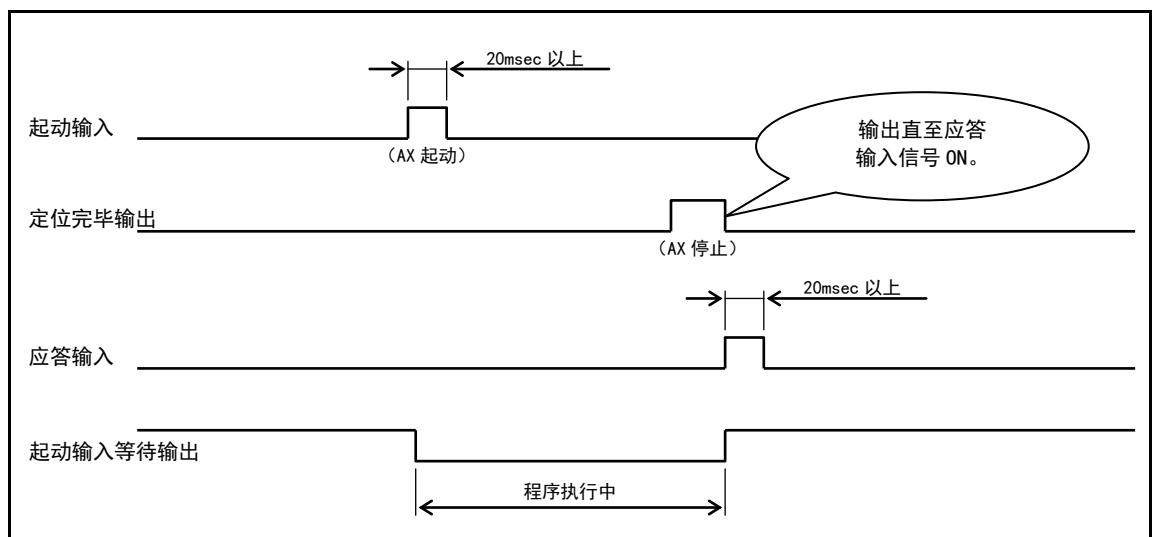 20msec 以上
起动输入
（AX 起动）
输出直至应答
输入信号 ON。
定位完毕输出
（AX 停止）
20msec 以上
应答输入
起动输入等待输出
程序执行中